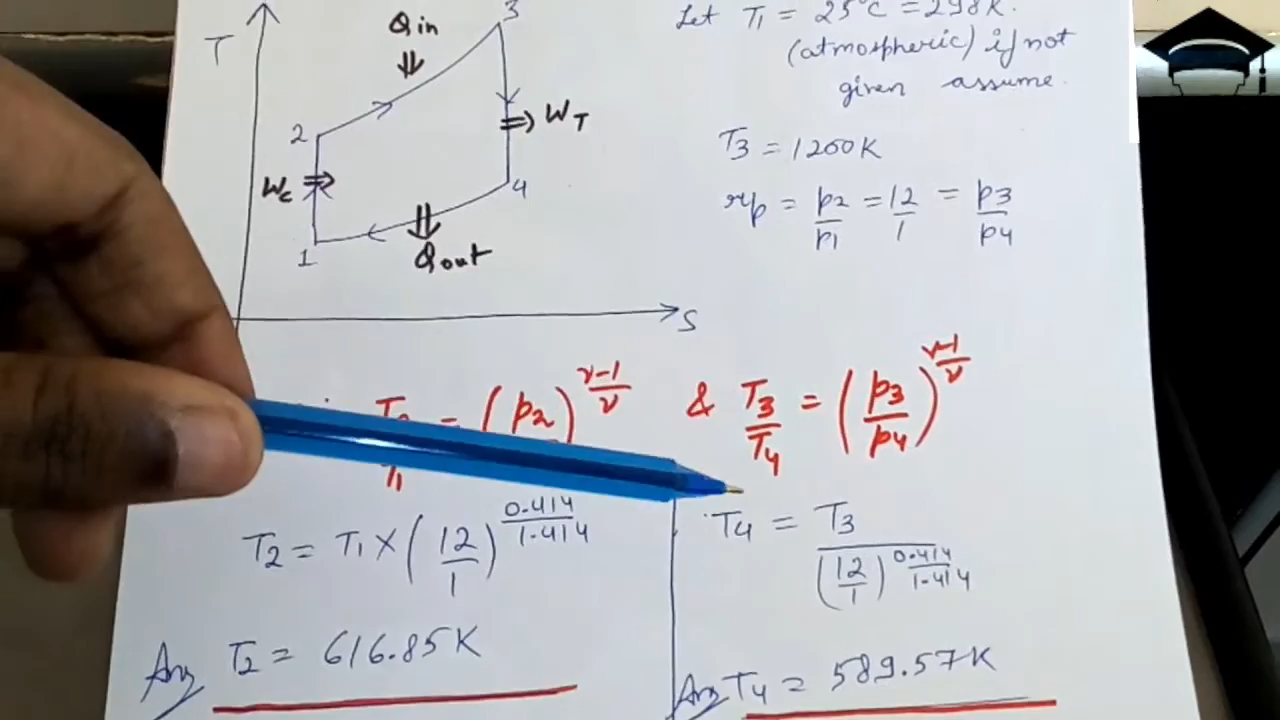 T
3
Qin
2
WT
Wc
4
1
Qout
S
Let T1 = 25°C = 298K.
(atmospheric) if not
given assume.
T3 = 1200K
rp = p2/p1 = 12/1 = p3/p4
T1 = (p2)^(γ-1/γ) & T3/T4 = (p3/p4)^(γ-1/γ)
T2 = T1 × (12/1)^(0.414/1.414)
T4 = T3/(12/1)^(0.414/1.414)
Ans T2 = 616.85K
Ans T4 = 589.57K